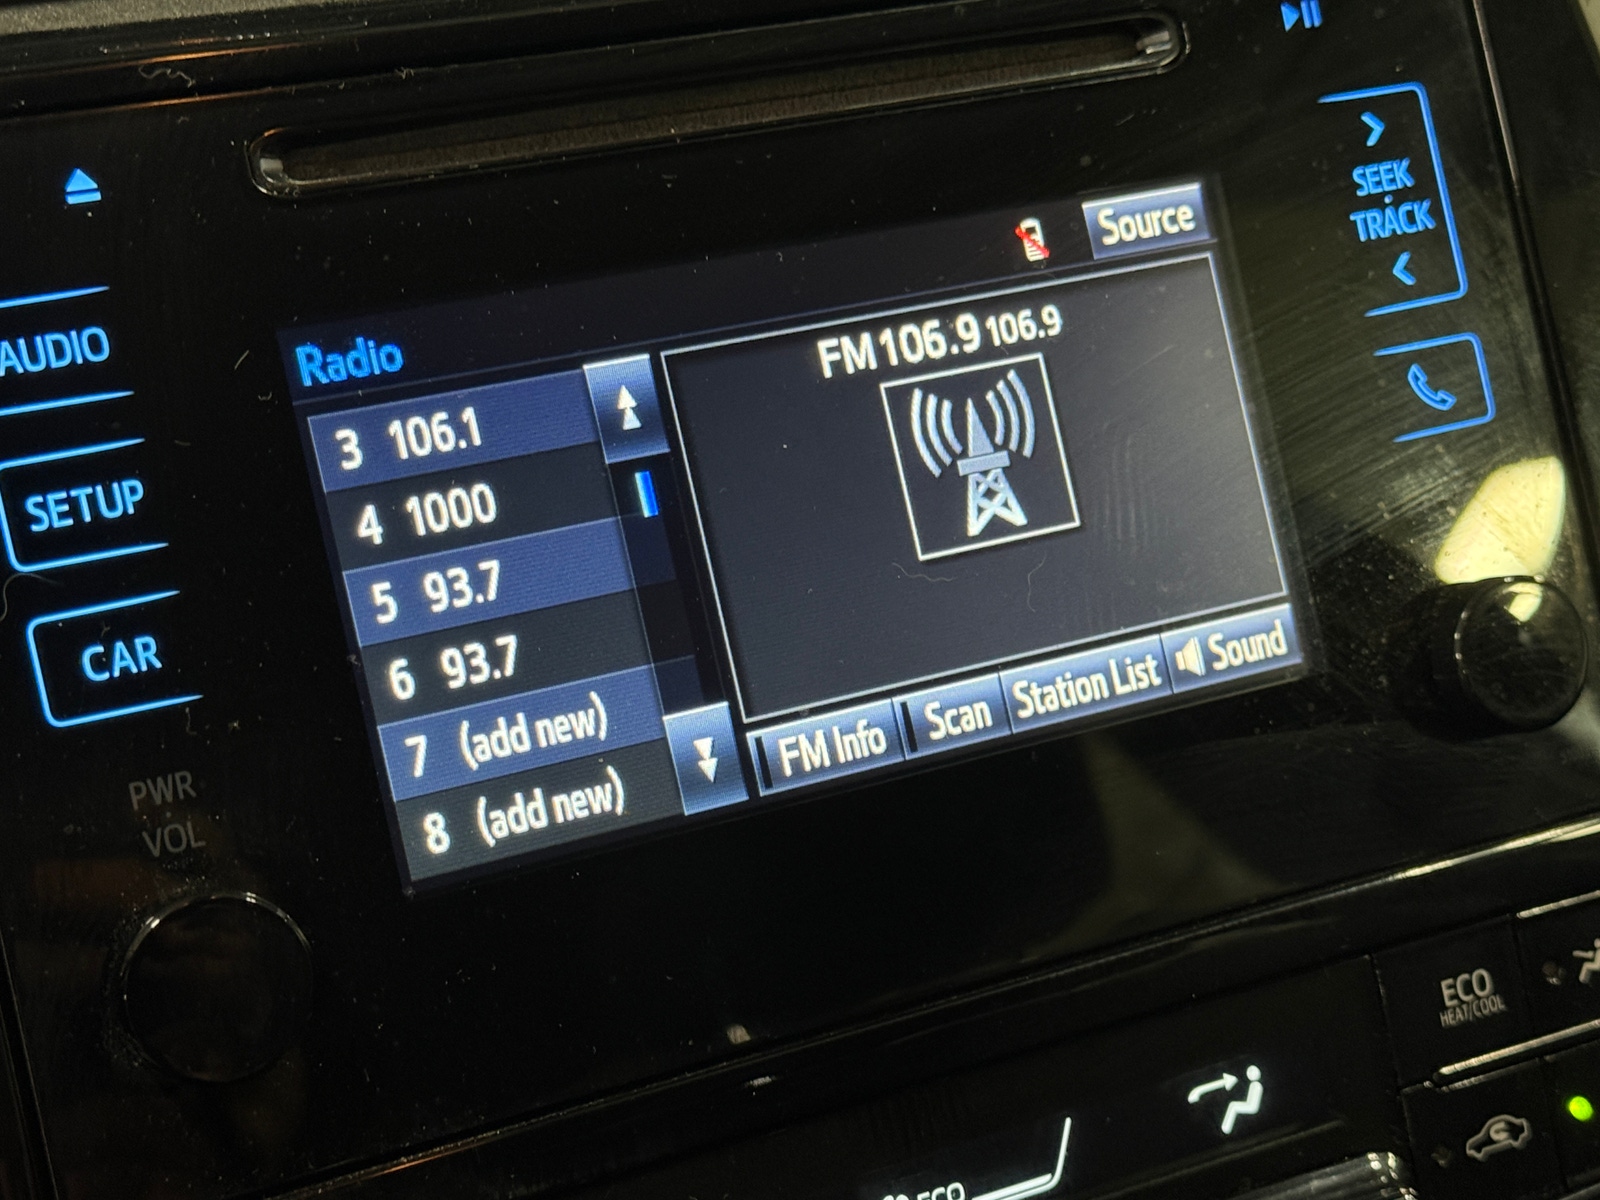 Source
SEEK
TRACK
AUDIO
SETUP
CAR
PWR
VOL
Radio
3 106.1
4 1000
5 93.7
6 93.7
7 (add new)
8 (add new)
FM 106.9 106.9
FM Info
Scan
Station List
Sound
ECO
HEAT/COOL
ECO